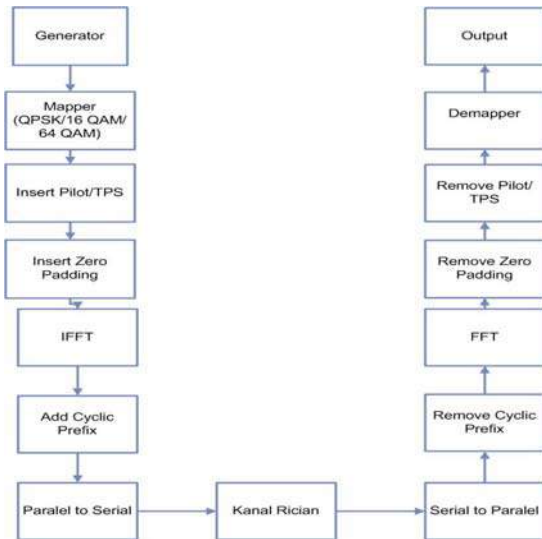 Generator
Mapper
(QPSK/16 QAM/
64 QAM)
Insert Pilot/TPS
Insert Zero
Padding
IFFT
Add Cyclic
Prefix
Paralel to Serial
Kanal Rician
Serial to Paralel
Remove Cyclic
Prefix
FFT
Remove Zero
Padding
Remove Pilot/
TPS
Demapper
Output